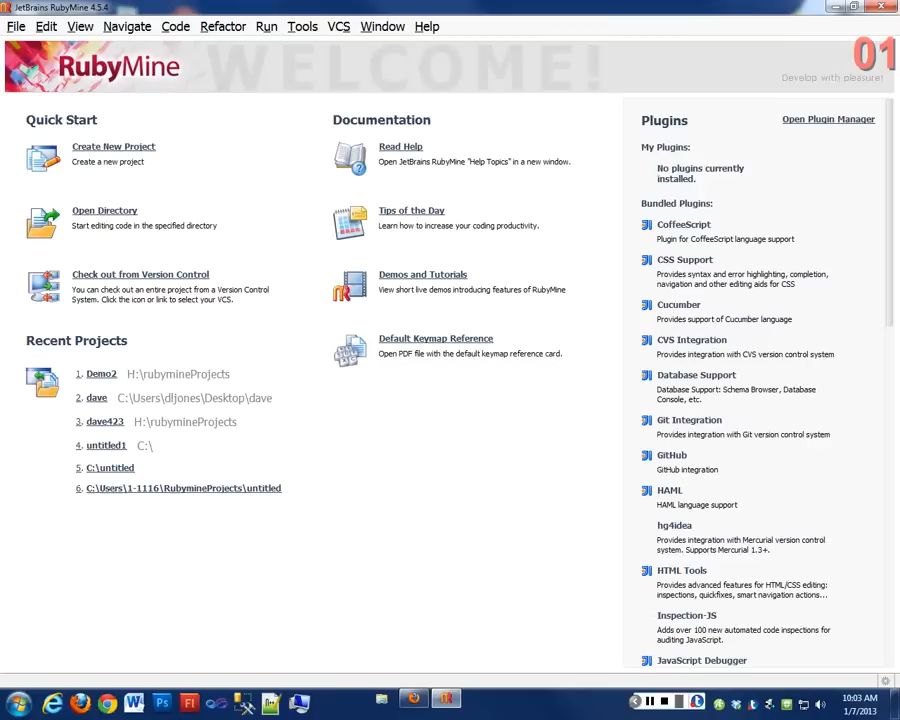 JetBrains RubyMine 4.5.4
File Edit View Navigate Code Refactor Run Tools VCS Window Help
RubyMine
WELCOME!
01
Develop with pleasure!
Quick Start
Create New Project
Create a new project
Open Directory
Start editing code in the specified directory
Check out from Version Control
You can check out an entire project from a Version Control
System. Click the icon or link to select your VCS.
Recent Projects
1. Demo2 H:\rubymineProjects
2. dave C:\Users\dljones\Desktop\dave
3. dave423 H:\rubymineProjects
4. untitled1 C:\
5. C:\untitled
6. C:\Users\1-1116\RubymineProjects\untitled
Documentation
Read Help
Open JetBrains RubyMine "Help Topics" in a new window.
Tips of the Day
Learn how to increase your coding productivity.
Demos and Tutorials
View short live demos introducing features of RubyMine
Default Keymap Reference
Open PDF file with the default keymap reference card.
Plugins
Open Plugin Manager
My Plugins:
No plugins currently
installed.
Bundled Plugins:
CoffeeScript
Plugin for CoffeeScript language support
CSS Support
Provides syntax and error highlighting, completion,
navigation and other editing aids for CSS
Cucumber
Provides support of Cucumber language
CVS Integration
Provides integration with CVS version control system
Database Support
Database Support: Schema Browser, Database
Console, etc.
Git Integration
Provides integration with Git version control system
GitHub
GitHub integration
HAML
HAML language support
hg4idea
Provides integration with Mercurial version control
system. Supports Mercurial 1.3+.
HTML Tools
Provides advanced features for HTML/CSS editing:
inspections, quickfixes, smart navigation actions...
Inspection-JS
Adds over 100 new automated code inspections for
auditing JavaScript.
JavaScript Debugger
10:03 AM
1/7/2013